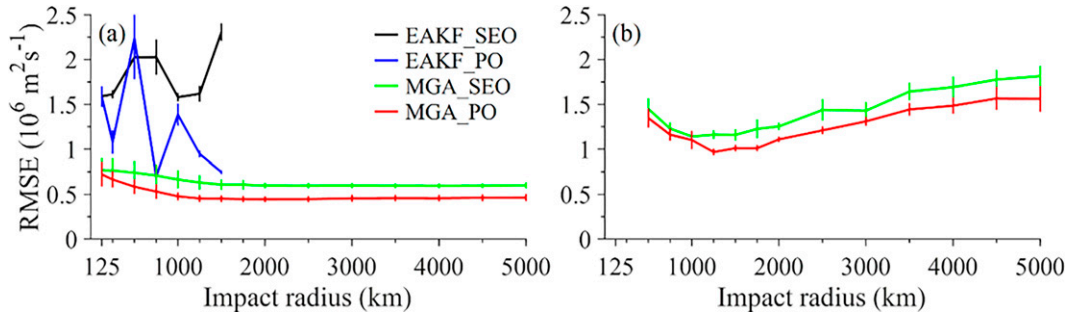 (a)
EAKF_SEO
EAKF_PO
MGA_SEO
MGA_PO
RMSE (10⁶ m²s⁻¹)
2.5
2
1.5
1
0.5
0
125 1000 2000 3000 4000 5000
Impact radius (km)
(b)
2.5
2
1.5
1
0.5
0
125 1000 2000 3000 4000 5000
Impact radius (km)